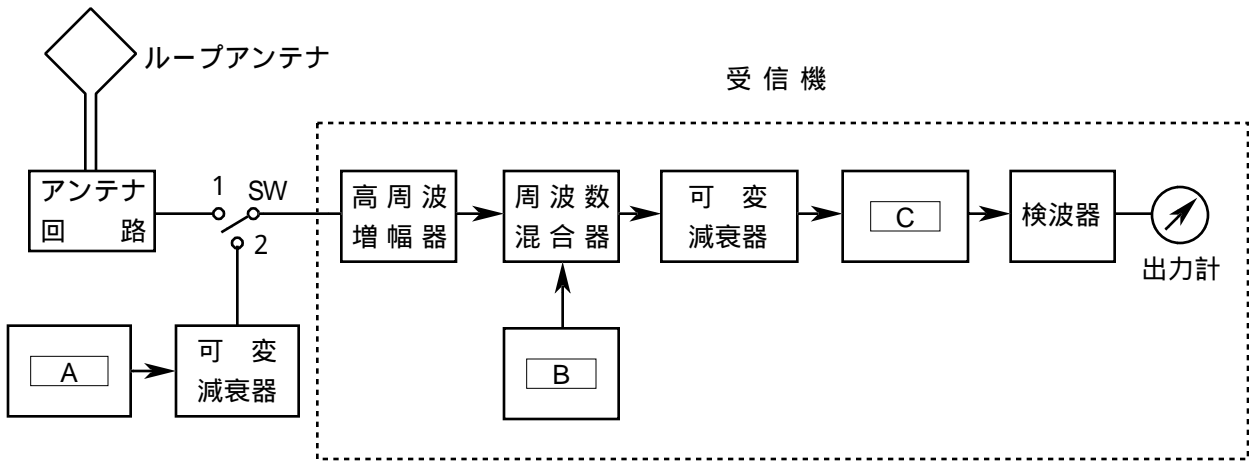 ループアンテナ
受信機
アンテナ
回路
1
SW
2
高周波
増幅器
周波数
混合器
可変
減衰器
C
検波器
出力計
A
可変
減衰器
B